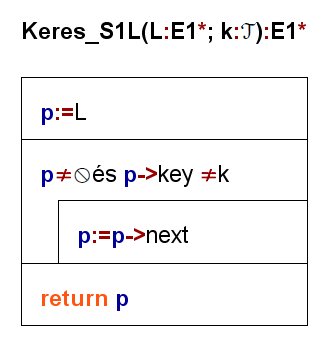 Keres_S1L(L:E1*; k:𝒯):E1*
p:=L
p≠⦸és p->key ≠k
p:=p->next
return p